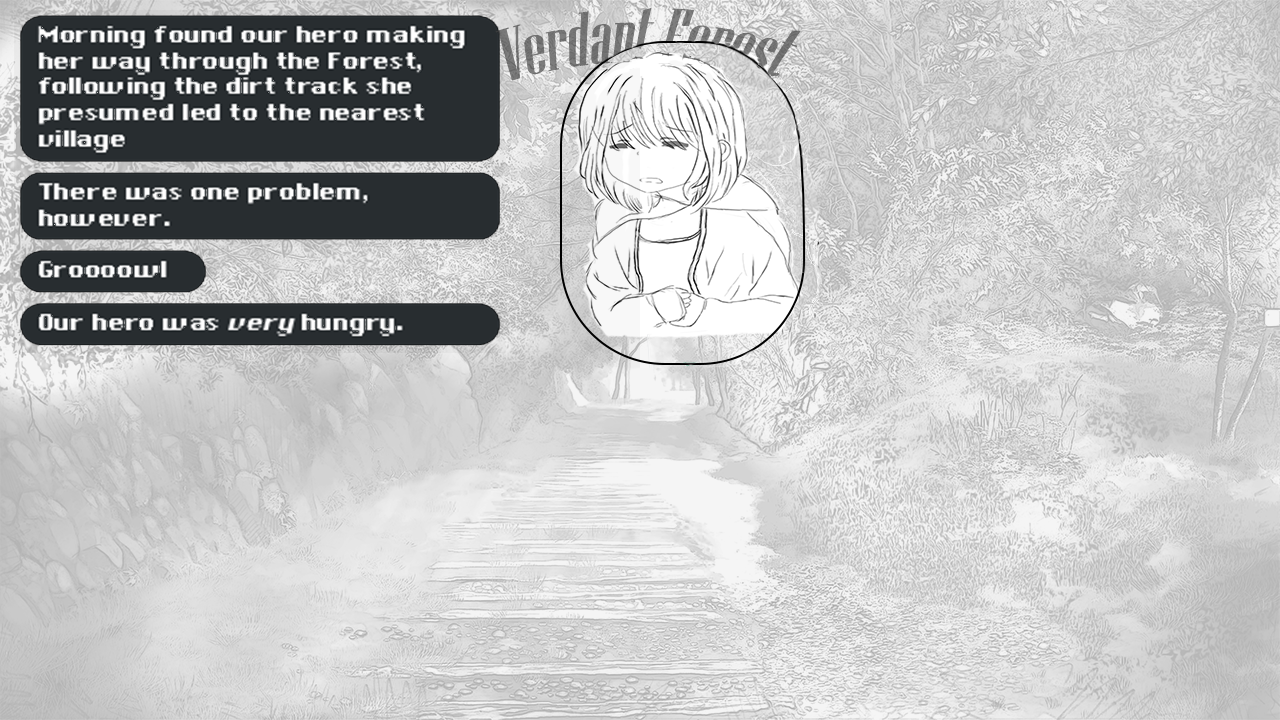 Verdant Forest
Morning found our hero making
her way through the Forest,
following the dirt track she
presumed led to the nearest
village
There was one problem,
however.
Groooowl
Our hero was very hungry.